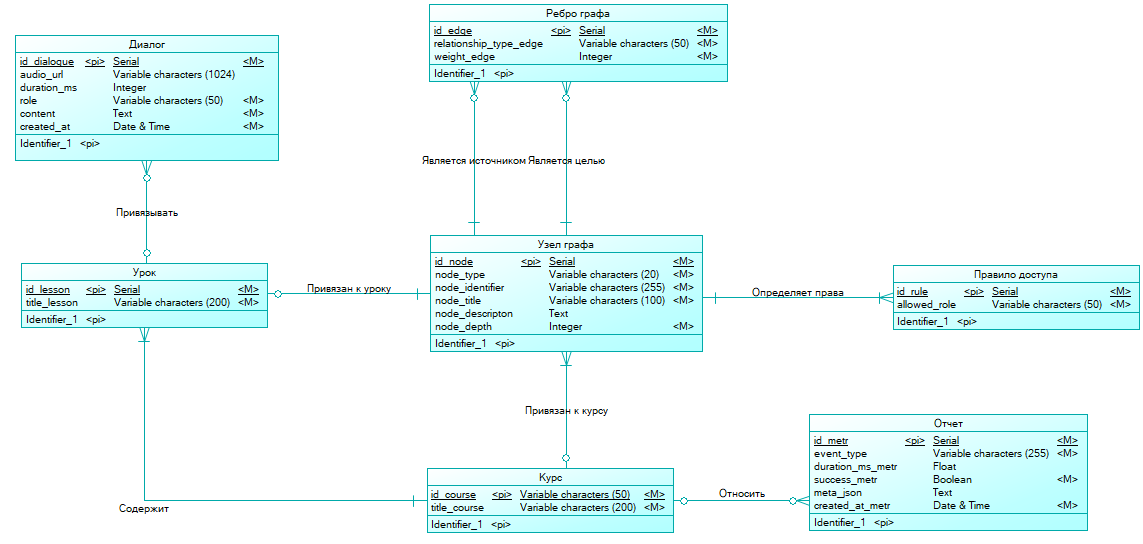 Ребро графа
id_edge <pi> Serial <M>
relationship_type_edge Variable characters (50) <M>
weight_edge Integer <M>
Identifier_1 <pi>
Диалог
id_dialogue <pi> Serial <M>
audio_url Variable characters (1024)
duration_ms Integer
role Variable characters (50) <M>
content Text <M>
created_at Date & Time <M>
Identifier_1 <pi>
Является источником Является целью
Привязывать
Урок
id_lesson <pi> Serial <M>
title_lesson Variable characters (200) <M>
Identifier_1 <pi>
Привязан к уроку
Узел графа
id_node <pi> Serial <M>
node_type Variable characters (20) <M>
node_identifier Variable characters (255) <M>
node_title Variable characters (100) <M>
node_descripton Text
node_depth Integer <M>
Identifier_1 <pi>
Определяет права
Правило доступа
id_rule <pi> Serial <M>
allowed_role Variable characters (50) <M>
Identifier_1 <pi>
Привязан к курсу
Содержит
Курс
id_course <pi> Variable characters (50) <M>
title_course Variable characters (200) <M>
Identifier_1 <pi>
Относить
Отчет
id_metr <pi> Serial <M>
event_type Variable characters (255) <M>
duration_ms_metr Float
success_metr Boolean <M>
meta_json Text
created_at_metr Date & Time <M>
Identifier_1 <pi>